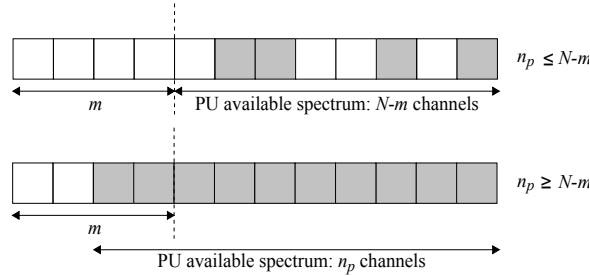 n_p ≤ N-m
m
PU available spectrum: N-m channels
n_p ≥ N-m
m
PU available spectrum: n_p channels